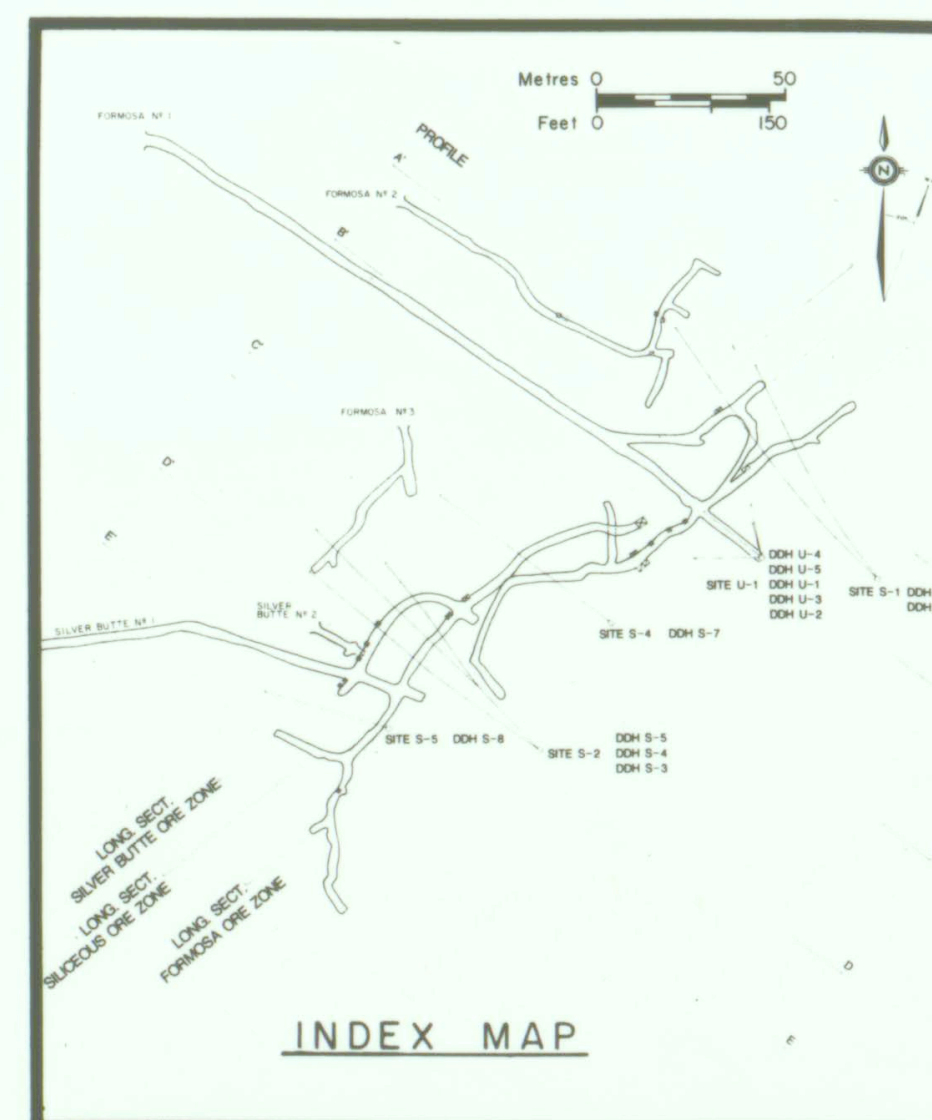 Metres 0 50
Feet 0 150
FORMOSA Nº 1
PROFILE
A'
FORMOSA Nº 2
N
B'
C'
FORMOSA Nº 3
D'
E'
DDH U-4
DDH U-5
SITE U-1 DDH U-1
DDH U-3
DDH U-2
SITE S-1 DDH
DDH
SILVER
BUTTE Nº 2
SILVER BUTTE Nº 1
SITE S-4 DDH S-7
SITE S-5 DDH S-8
DDH S-5
SITE S-2 DDH S-4
DDH S-3
LONG. SECT.
SILVER BUTTE ORE ZONE
LONG. SECT.
SILICEOUS ORE ZONE
LONG. SECT.
FORMOSA ORE ZONE
D
E
INDEX MAP